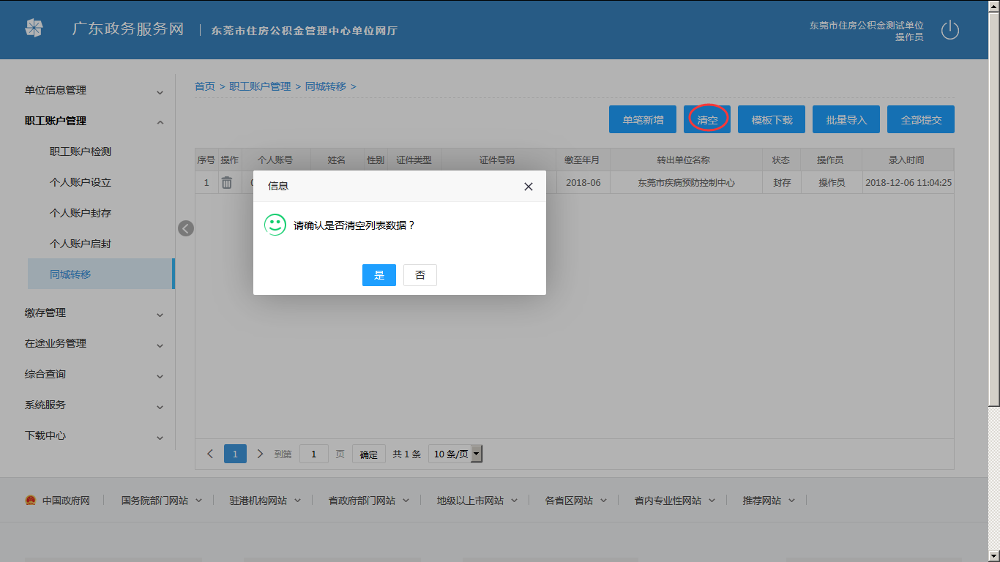 广东政务服务网 东莞市住房公积金管理中心单位网厅
东莞市住房公积金测试单位
操作员
单位信息管理
职工账户管理
职工账户检测
个人账户设立
个人账户封存
个人账户启封
同城转移
缴存管理
在途业务管理
综合查询
系统服务
下载中心
首页 > 职工账户管理 > 同城转移 >
单笔新增 清空 模板下载 批量导入 全部提交
序号 操作 个人账号 姓名 性别 证件类型 证件号码 缴至年月 转出单位名称 状态 操作员 录入时间
1 2018-06 东莞市疾病预防控制中心 封存 操作员 2018-12-06 11:04:25
信息
请确认是否清空列表数据？
是 否
1 到第 1 页 确定 共 1 条 10 条/页
中国政府网 国务院部门网站 驻港机构网站 省政府部门网站 地级以上市网站 各省区网站 省内专业性网站 推荐网站